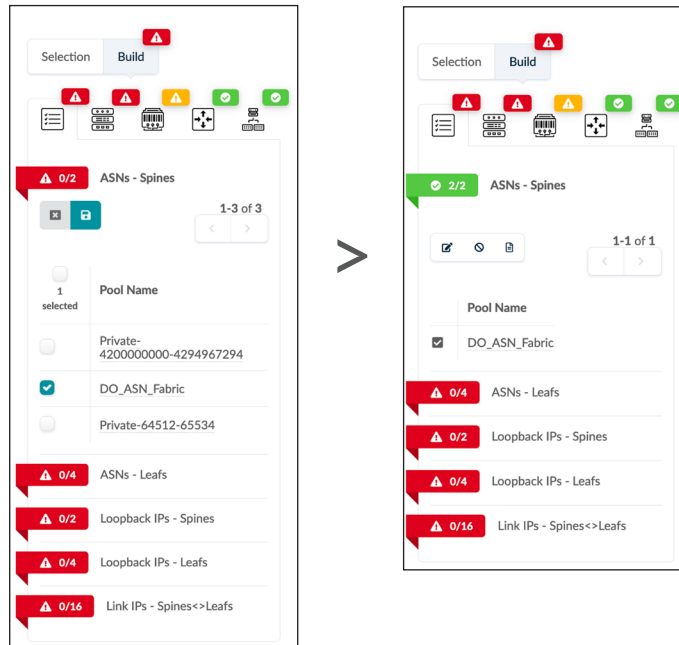 Selection Build
0/2 ASNs - Spines
1-3 of 3
< >
1
selected
Pool Name
Private-
4200000000-4294967294
DO_ASN_Fabric
Private-64512-65534
0/4 ASNs - Leafs
0/2 Loopback IPs - Spines
0/4 Loopback IPs - Leafs
0/16 Link IPs - Spines<>Leafs
>
Selection Build
2/2 ASNs - Spines
1-1 of 1
< >
Pool Name
DO_ASN_Fabric
0/4 ASNs - Leafs
0/2 Loopback IPs - Spines
0/4 Loopback IPs - Leafs
0/16 Link IPs - Spines<>Leafs